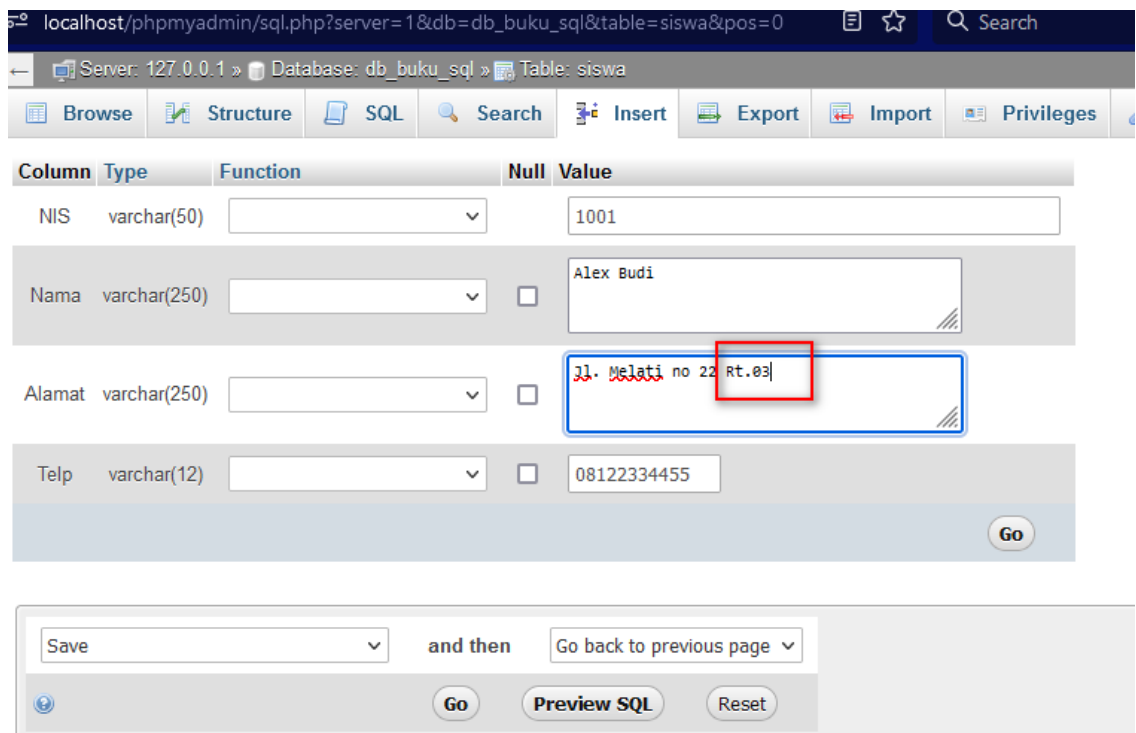 localhost/phpmyadmin/sql.php?server=1&db=db_buku_sql&table=siswa&pos=0 Search
← Server: 127.0.0.1 » Database: db_buku_sql » Table: siswa
Browse Structure SQL Search Insert Export Import Privileges
Column Type Function Null Value
NIS varchar(50) 1001
Nama varchar(250) Alex Budi
Alamat varchar(250) Jl. Melati no 22 Rt.03
Telp varchar(12) 08122334455
Go
Save and then Go back to previous page
Go Preview SQL Reset